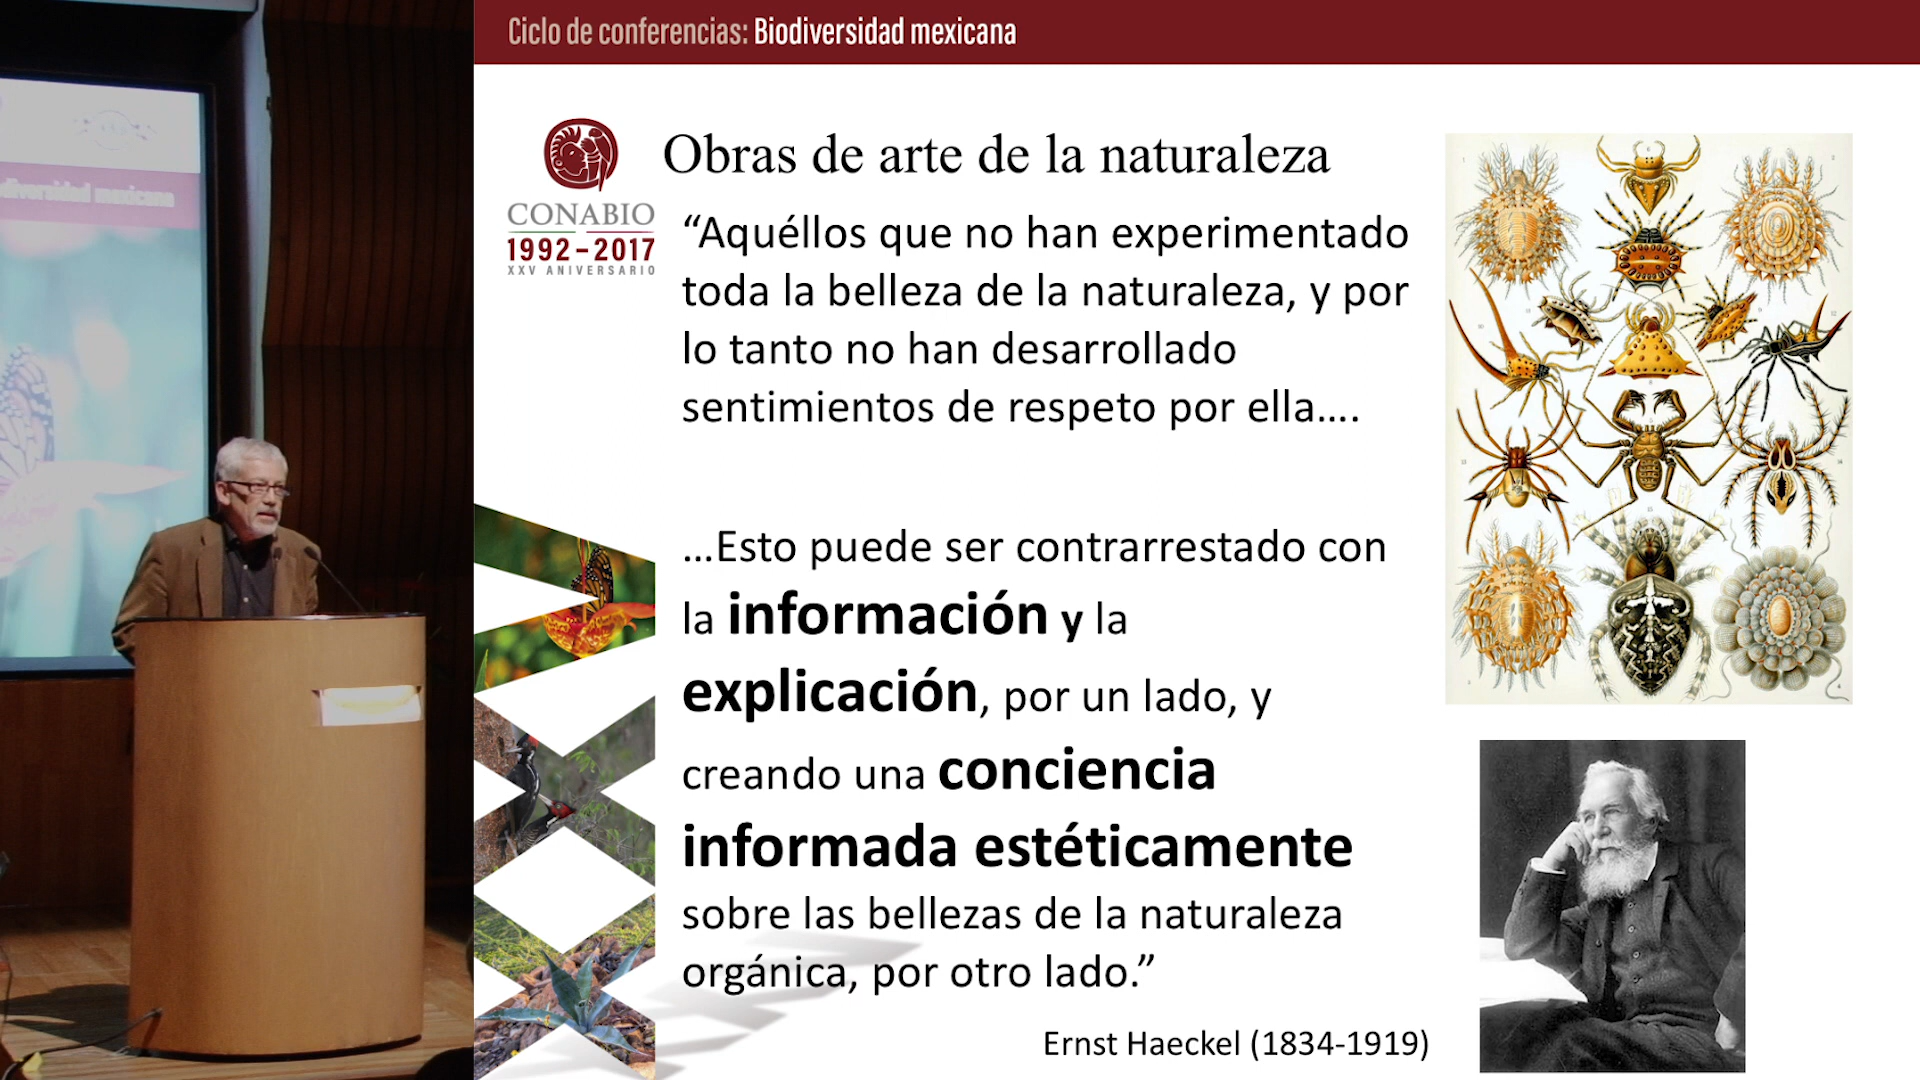 Ciclo de conferencias: Biodiversidad mexicana
diversidad mexicana
CONABIO
1992-2017
XXV ANIVERSARIO
Obras de arte de la naturaleza
“Aquéllos que no han experimentado
toda la belleza de la naturaleza, y por
lo tanto no han desarrollado
sentimientos de respeto por ella....
...Esto puede ser contrarrestado con
la información y la
explicación, por un lado, y
creando una conciencia
informada estéticamente
sobre las bellezas de la naturaleza
orgánica, por otro lado.”
Ernst Haeckel (1834-1919)